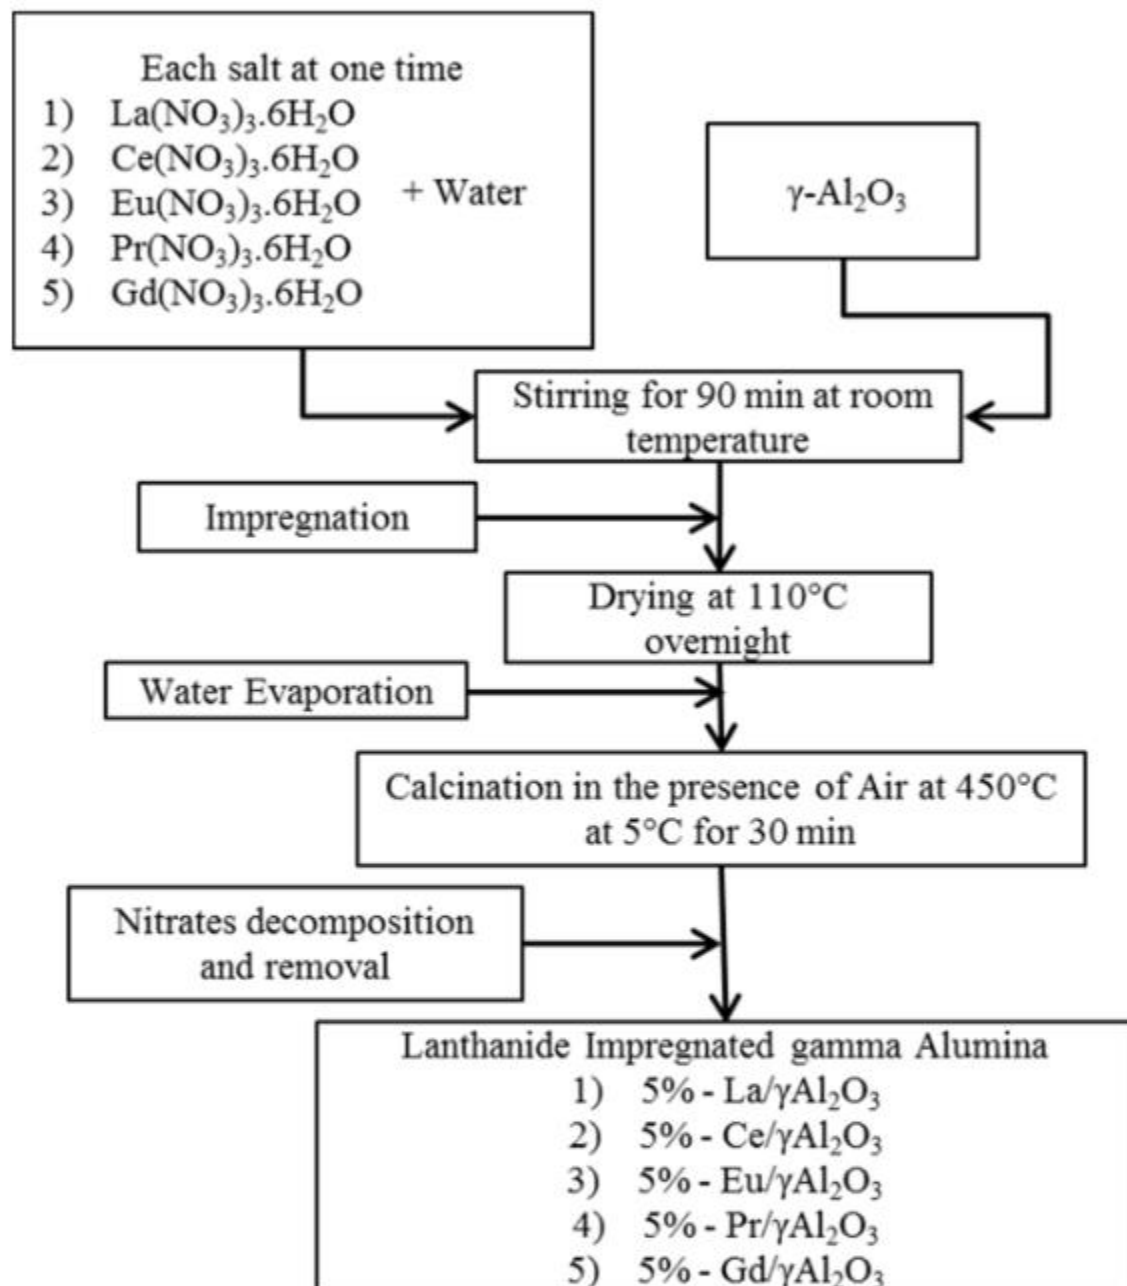 Each salt at one time
1) La(NO₃)₃.6H₂O
2) Ce(NO₃)₃.6H₂O
3) Eu(NO₃)₃.6H₂O
4) Pr(NO₃)₃.6H₂O
5) Gd(NO₃)₃.6H₂O
+ Water
γ-Al₂O₃
Stirring for 90 min at room
temperature
Impregnation
Drying at 110°C
overnight
Water Evaporation
Calcination in the presence of Air at 450°C
at 5°C for 30 min
Nitrates decomposition
and removal
Lanthanide Impregnated gamma Alumina
1) 5% - La/γAl₂O₃
2) 5% - Ce/γAl₂O₃
3) 5% - Eu/γAl₂O₃
4) 5% - Pr/γAl₂O₃
5) 5% - Gd/γAl₂O₃